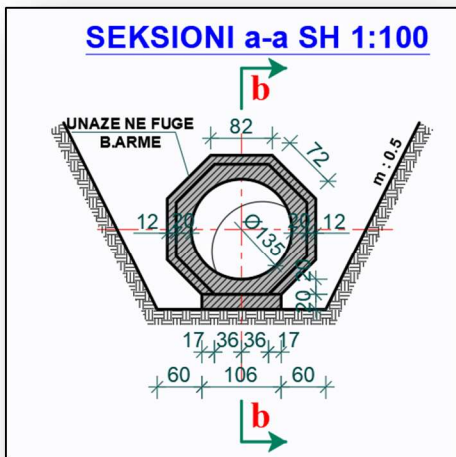 SEKSIONI a-a SH 1:100
b
UNAZE NE FUGE
B.ARME
82
72
m : 0.5
12 20 20 12
Ø135
20
20
17 36 36 17
60 106 60
b